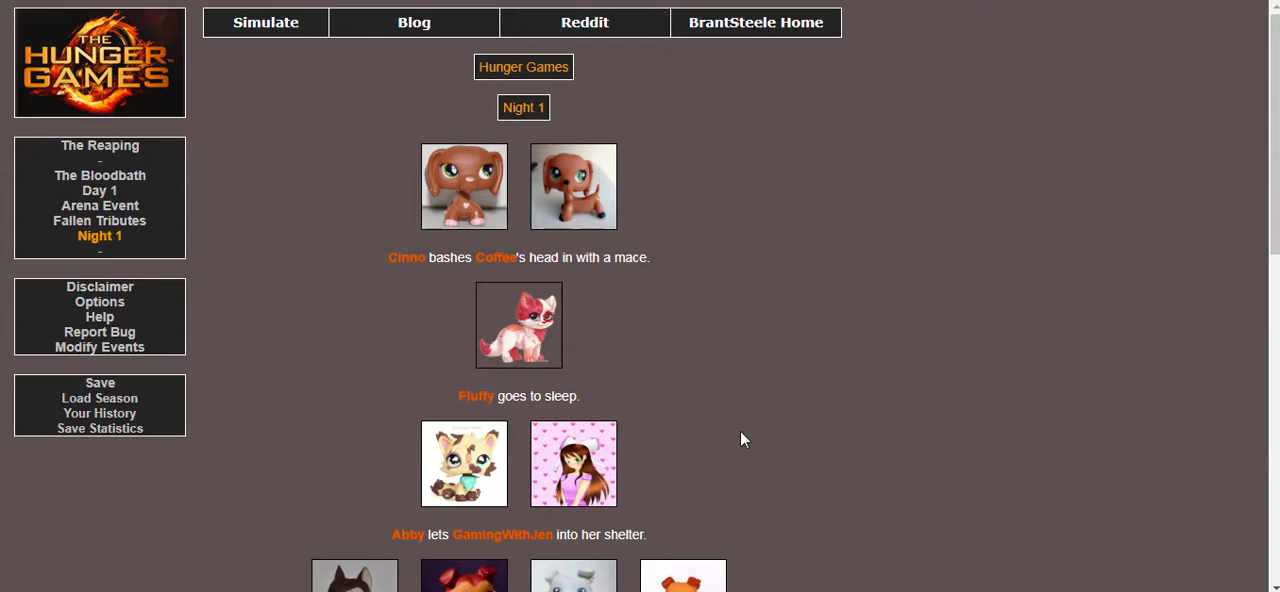 THE
HUNGER
GAMES
Simulate
Blog
Reddit
BrantSteele Home
Hunger Games
Night 1
The Reaping
-
The Bloodbath
Day 1
Arena Event
Fallen Tributes
Night 1
-
Disclaimer
Options
Help
Report Bug
Modify Events
Save
Load Season
Your History
Save Statistics
Cinno bashes Coffee's head in with a mace.
Fluffy goes to sleep.
Abby lets GamingWithJen into her shelter.